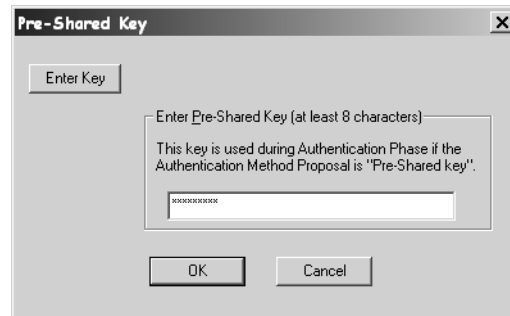 Pre-Shared Key
Enter Key
Enter Pre-Shared Key (at least 8 characters)
This key is used during Authentication Phase if the
Authentication Method Proposal is "Pre-Shared key".
*********
OK
Cancel